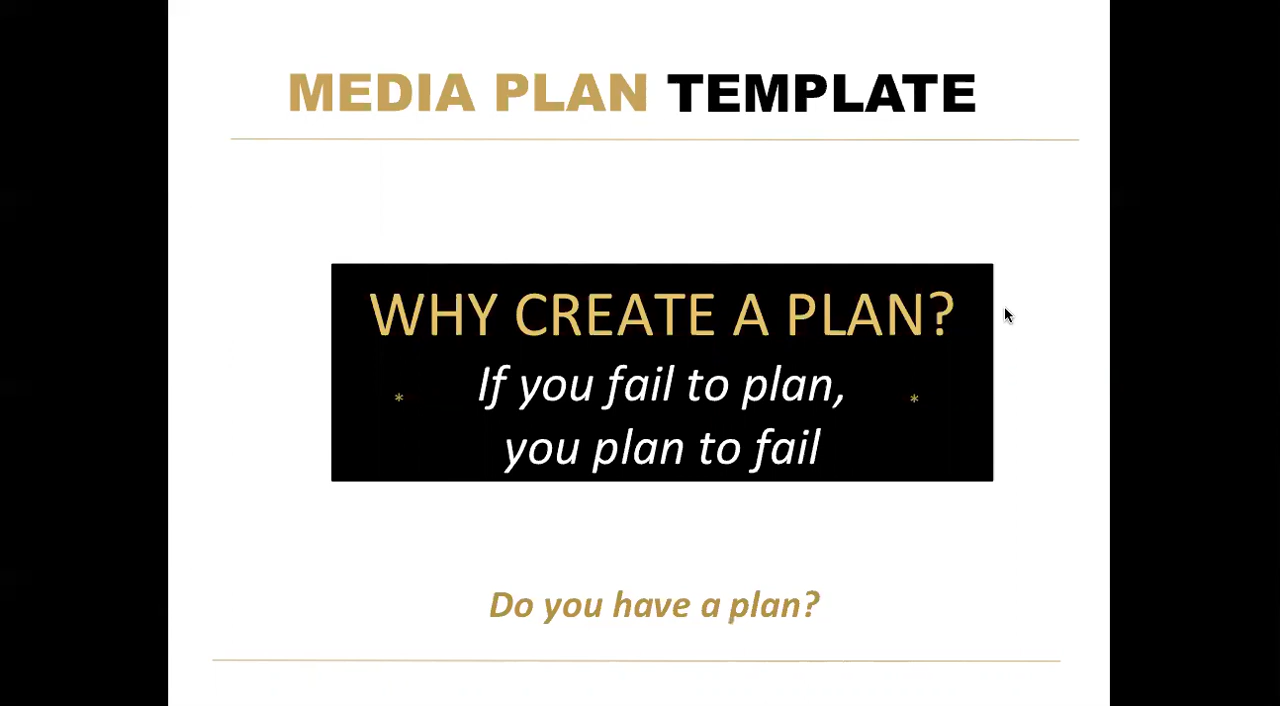 MEDIA PLAN TEMPLATE
WHY CREATE A PLAN?
If you fail to plan,
* *
you plan to fail
Do you have a plan?